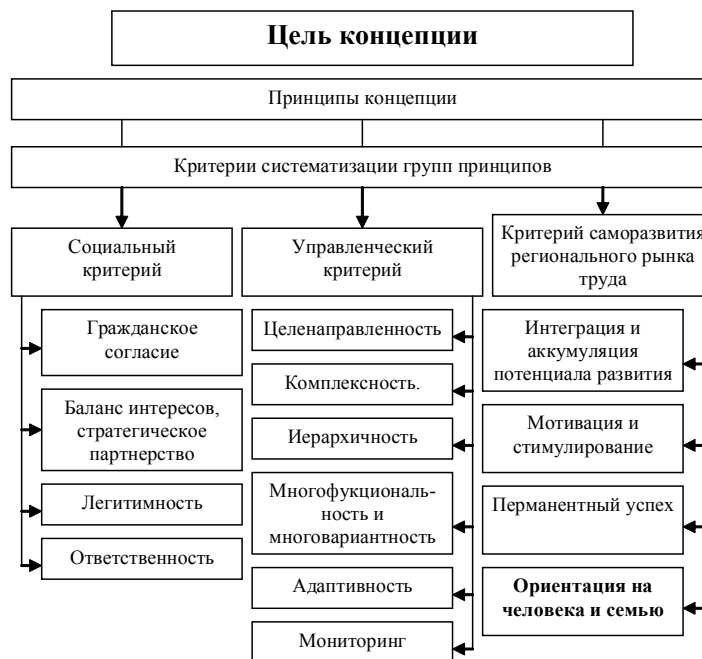 Цель концепции
Принципы концепции
Критерии систематизации групп принципов
Социальный
критерий
Гражданское
согласие
Баланс интересов,
стратегическое
партнерство
Легитимность
Ответственность
Управленческий
критерий
Целенаправленность
Комплексность.
Иерархичность
Многофукциональ-
ность и
многовариантность
Адаптивность
Мониторинг
Критерий саморазвития
регионального рынка
труда
Интеграция и
аккумуляция
потенциала развития
Мотивация и
стимулирование
Перманентный успех
Ориентация на
человека и семью